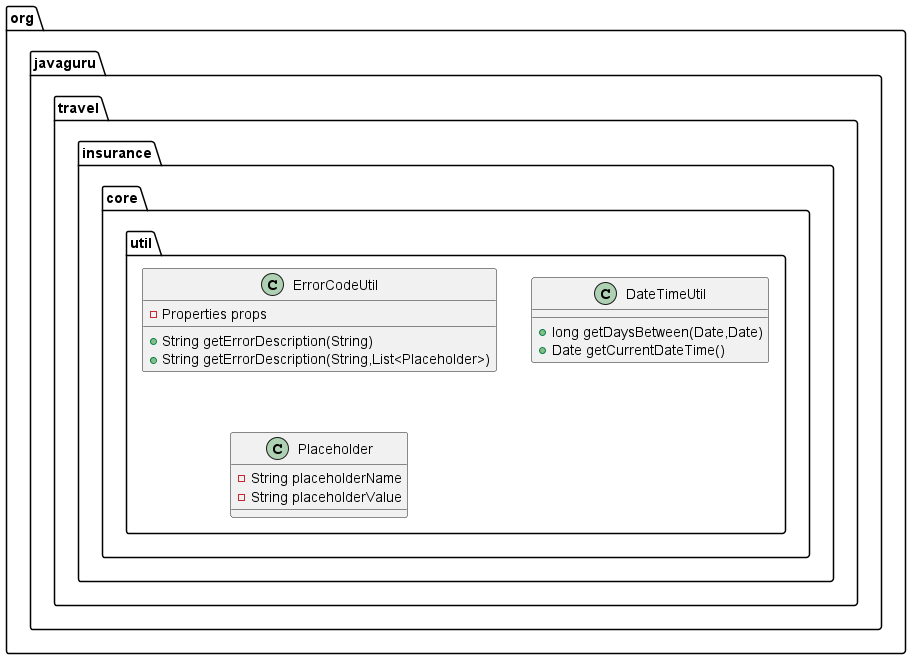 org
javaguru
travel
insurance
core
util
C ErrorCodeUtil
Properties props
String getErrorDescription(String)
String getErrorDescription(String,List<Placeholder>)
C DateTimeUtil
long getDaysBetween(Date,Date)
Date getCurrentDateTime()
C Placeholder
String placeholderName
String placeholderValue